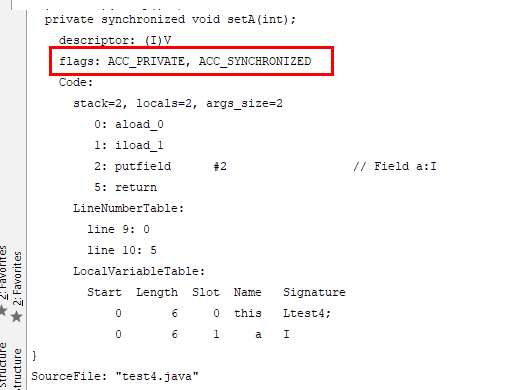 private synchronized void setA(int);
descriptor: (I)V
flags: ACC_PRIVATE, ACC_SYNCHRONIZED
Code:
stack=2, locals=2, args_size=2
0: aload_0
1: iload_1
2: putfield #2 // Field a:I
5: return
LineNumberTable:
line 9: 0
line 10: 5
LocalVariableTable:
Start Length Slot Name Signature
0 6 0 this Ltest4;
0 6 1 a I
}
SourceFile: "test4.java"
2: Favorites
2: Favorites